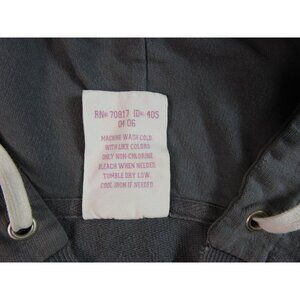 RN#: 70817 ID#: 405
01 06
MACHINE WASH COLD
WITH LIKE COLORS
ONLY NON-CHLORINE
BLEACH WHEN NEEDED.
TUMBLE DRY LOW.
COOL IRON IF NEEDED